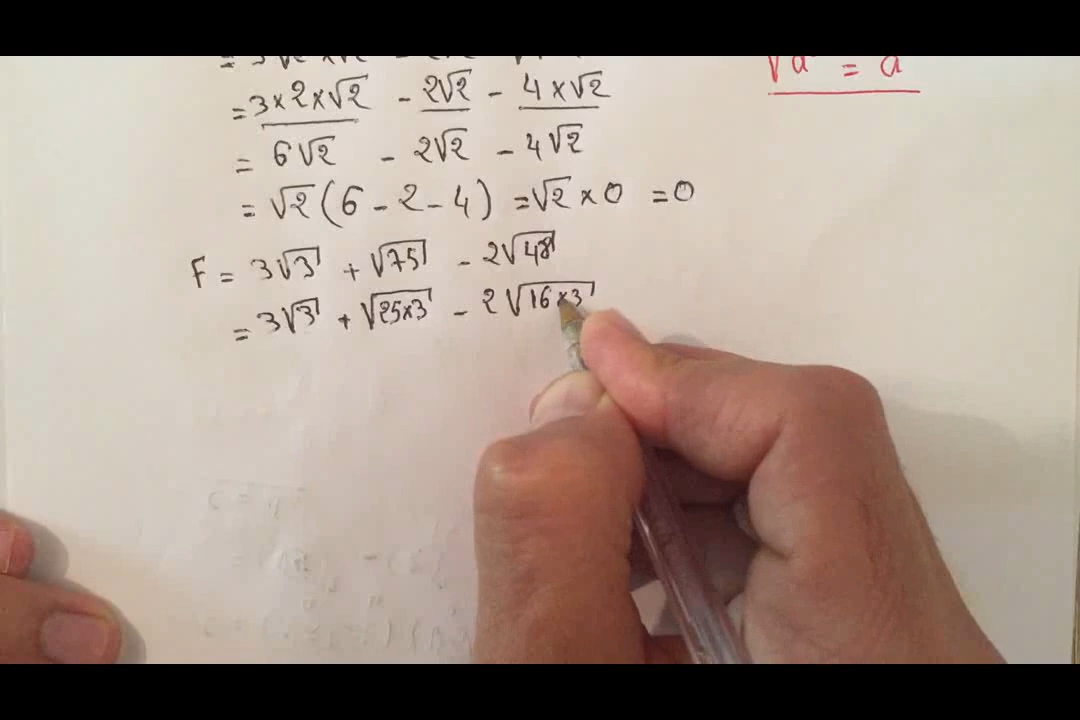 √a = a
= 3×2×√2 - 2√2 - 4×√2
= 6√2 - 2√2 - 4√2
= √2(6-2-4) = √2×0 = 0
F = 3√3 + √75 - 2√48
= 3√3 + √25×3 - 2√16×3